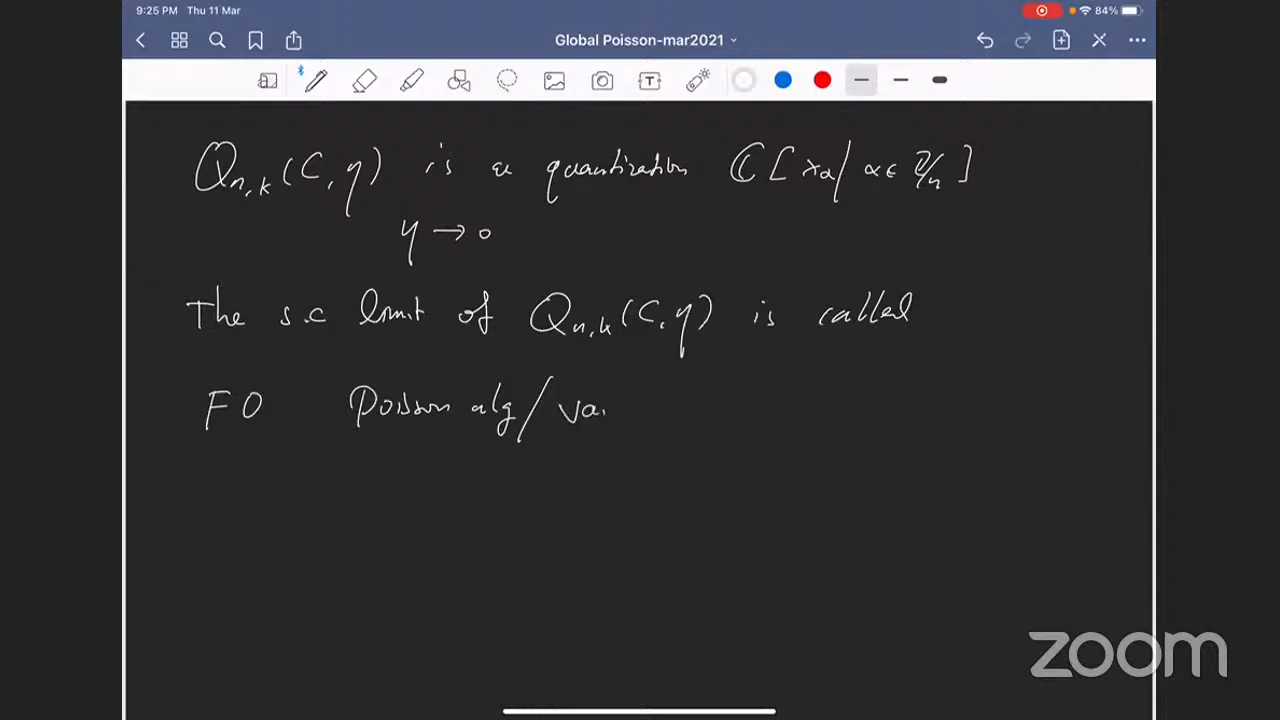 9:25 PM Thu 11 Mar
84%
Global Poisson-mar2021
Q_{n,k}(C, η) is a quantization ℂ[x_α / α ∈ ℤ/n]
η → 0
The s.c limit of Q_{n,k}(C, η) is called
FO Poisson alg/ va
zoom